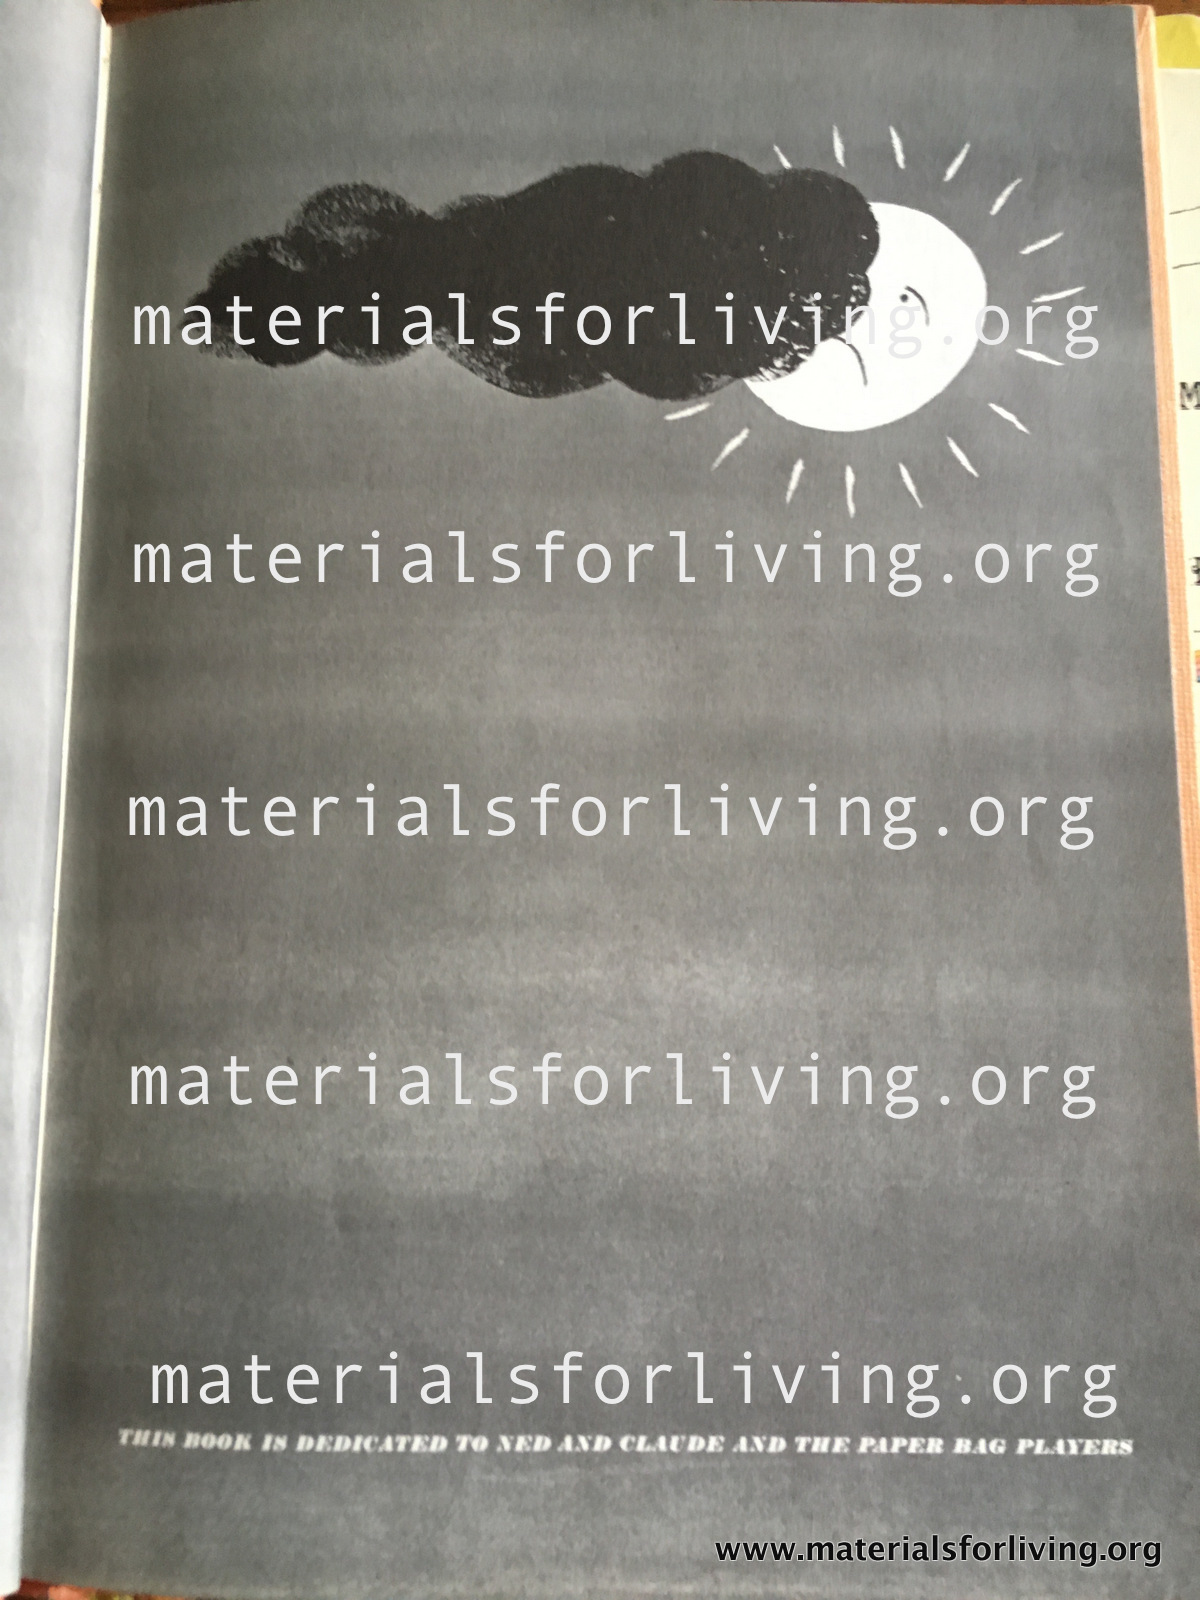 materialsforliving.org
materialsforliving.org
materialsforliving.org
materialsforliving.org
materialsforliving.org
THIS BOOK IS DEDICATED TO NED AND CLAUDE AND THE PAPER BAG PLAYERS
www.materialsforliving.org